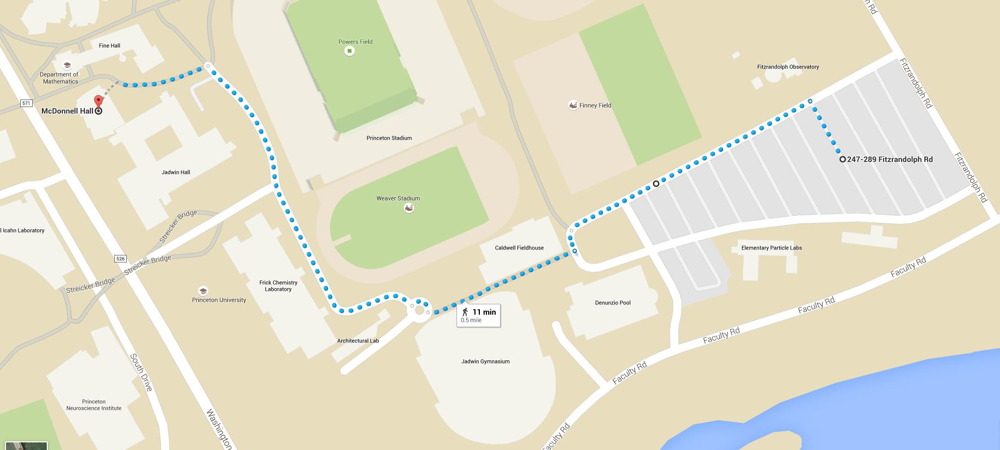 Rd
Powers Field
Fine Hall
Department of
Mathematics
Fitzrandolph Observatory
Fitzrandolph Rd
571
McDonnell Hall
Finney Field
Princeton Stadium
247-289 Fitzrandolph Rd
Jadwin Hall
Fitzrandolph Rd
Weaver Stadium
Streicker Bridge
Icahn Laboratory
Caldwell Fieldhouse
Elementary Particle Labs
526
Streicker Bridge
Faculty Rd
Streicker Bridge
Frick Chemistry
Laboratory
Princeton University
Denunzio Pool
Faculty Rd
11 min
0.5 mile
Faculty Rd
Architectural Lab
Jadwin Gymnasium
South Drive
Faculty Rd
Princeton
Neuroscience Institute
Washington
Faculty Rd